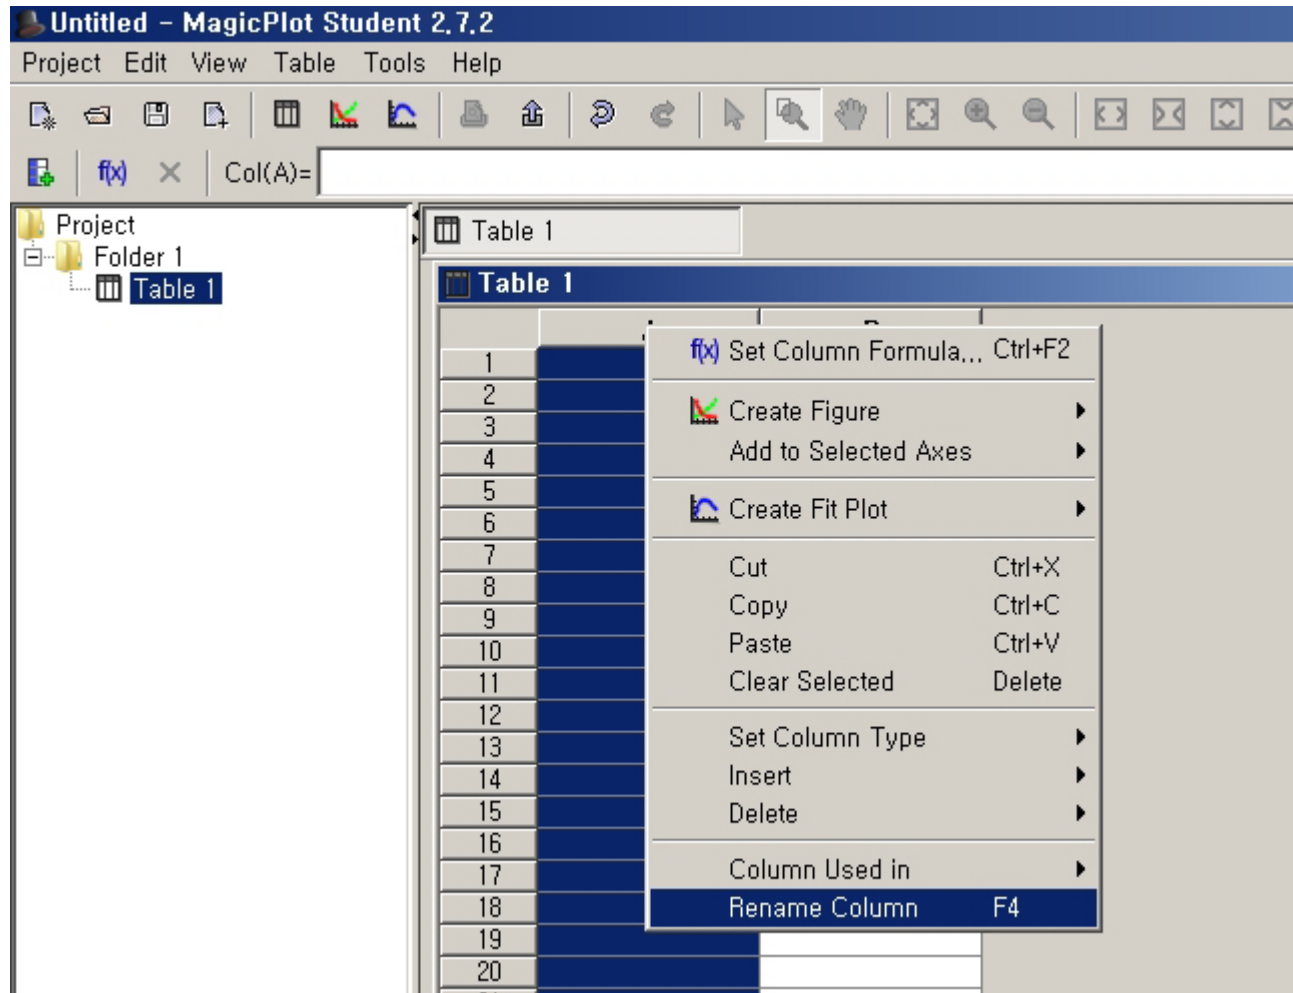 Untitled - MagicPlot Student 2.7.2
Project Edit View Table Tools Help
f(x) Col(A)=
Project
Folder 1
Table 1
Table 1
Table 1
f(x) Set Column Formula... Ctrl+F2
Create Figure
Add to Selected Axes
Create Fit Plot
Cut Ctrl+X
Copy Ctrl+C
Paste Ctrl+V
Clear Selected Delete
Set Column Type
Insert
Delete
Column Used in
Rename Column F4
1
2
3
4
5
6
7
8
9
10
11
12
13
14
15
16
17
18
19
20